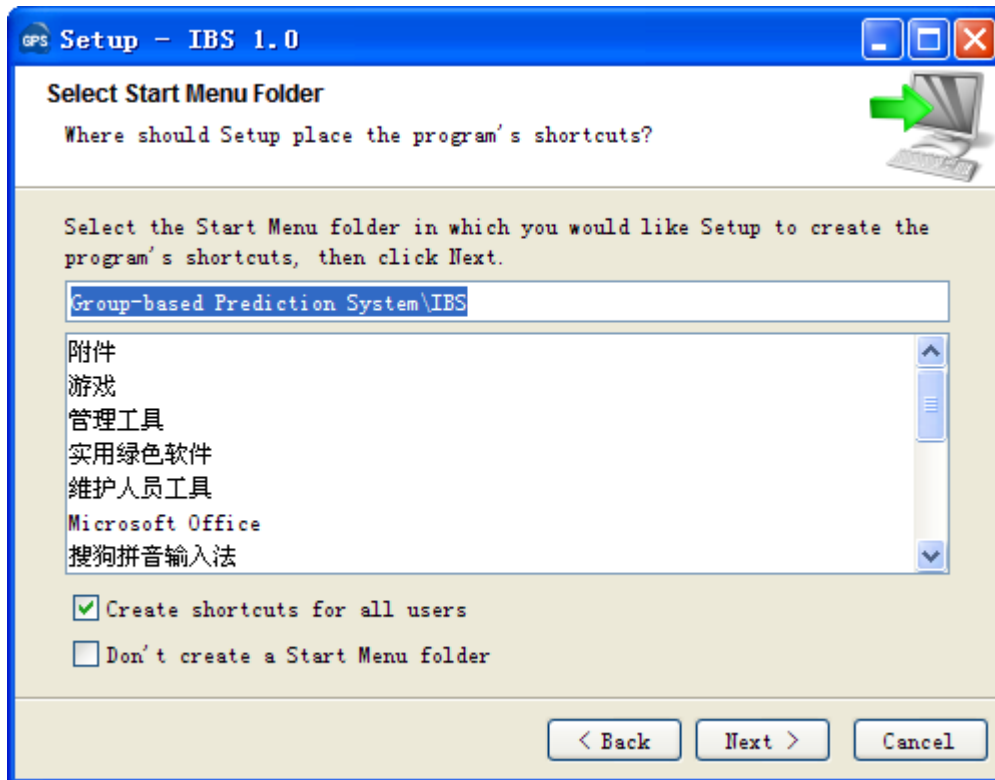 GPS Setup - IBS 1.0
Select Start Menu Folder
Where should Setup place the program's shortcuts?
Select the Start Menu folder in which you would like Setup to create the
program's shortcuts, then click Next.
Group-based Prediction System\IBS
附件
游戏
管理工具
实用绿色软件
维护人员工具
Microsoft Office
搜狗拼音输入法
Create shortcuts for all users
Don't create a Start Menu folder
< Back Next > Cancel